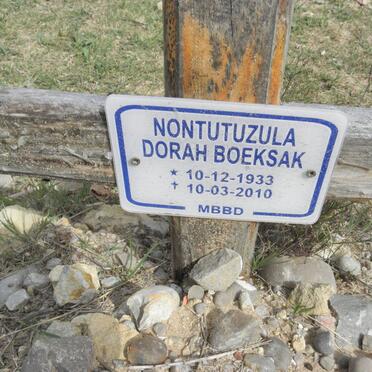 NONTUTUZULA
DORAH BOEKSAK
★ 10-12-1933
✝ 10-03-2010
MBBD